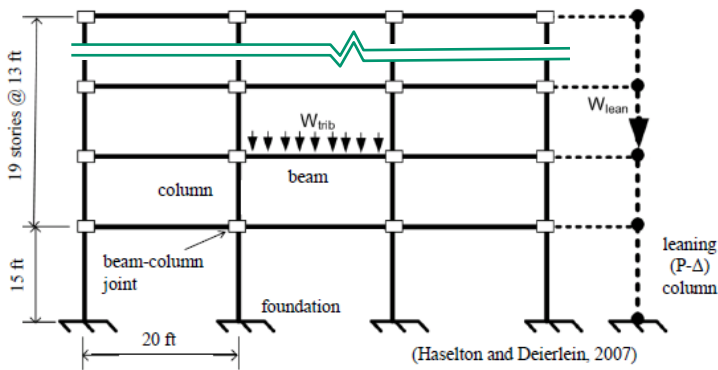 19 stories @ 13 ft
W_lean
W_trib
beam
column
beam-column
joint
15 ft
foundation
leaning
(P-Δ)
column
20 ft
(Haselton and Deierlein, 2007)